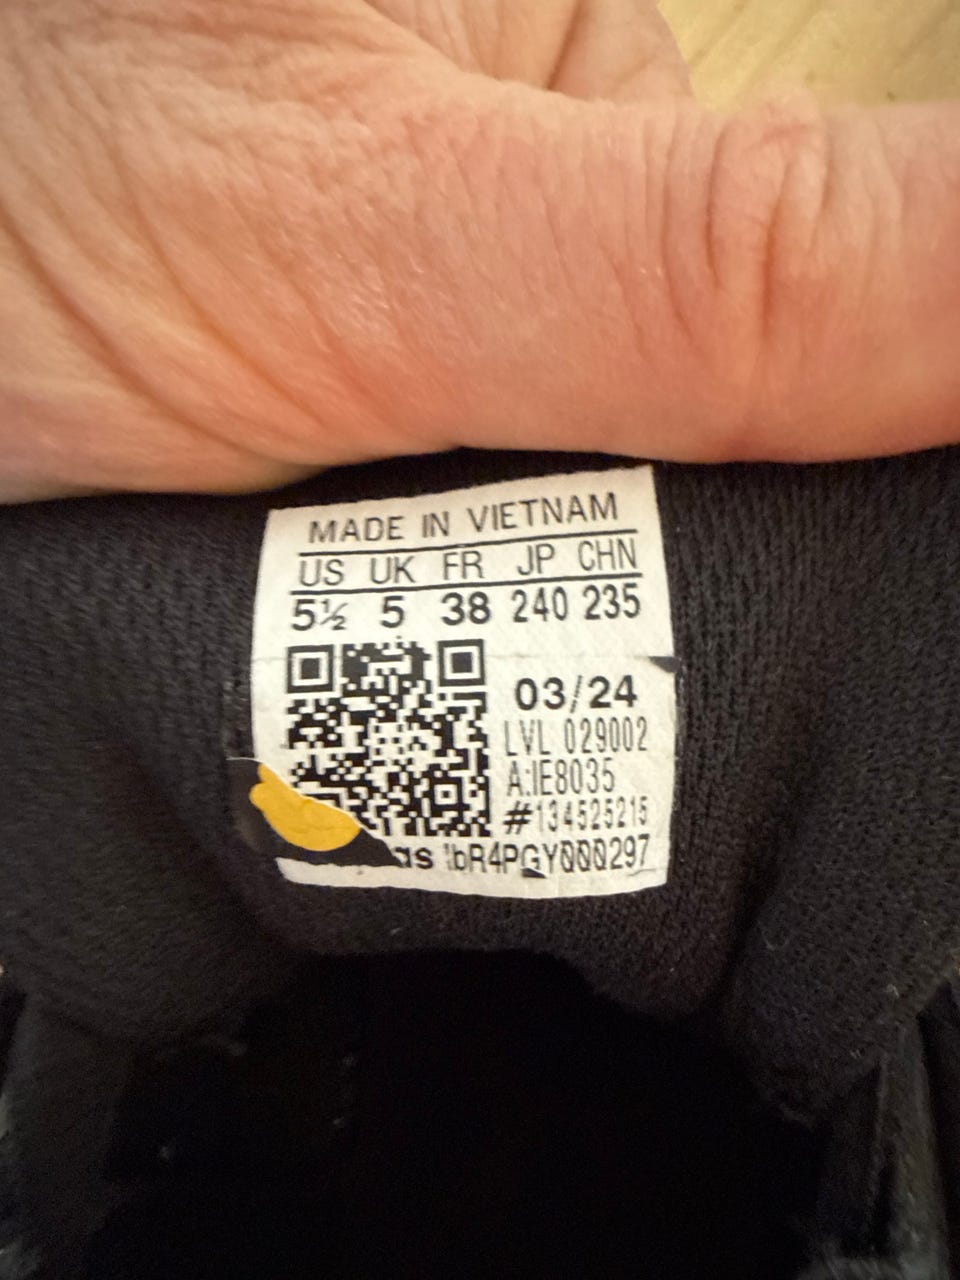 MADE IN VIETNAM
US UK FR JP CHN
5½ 5 38 240 235
03/24
LVL 029002
A:IE8035
#134525215